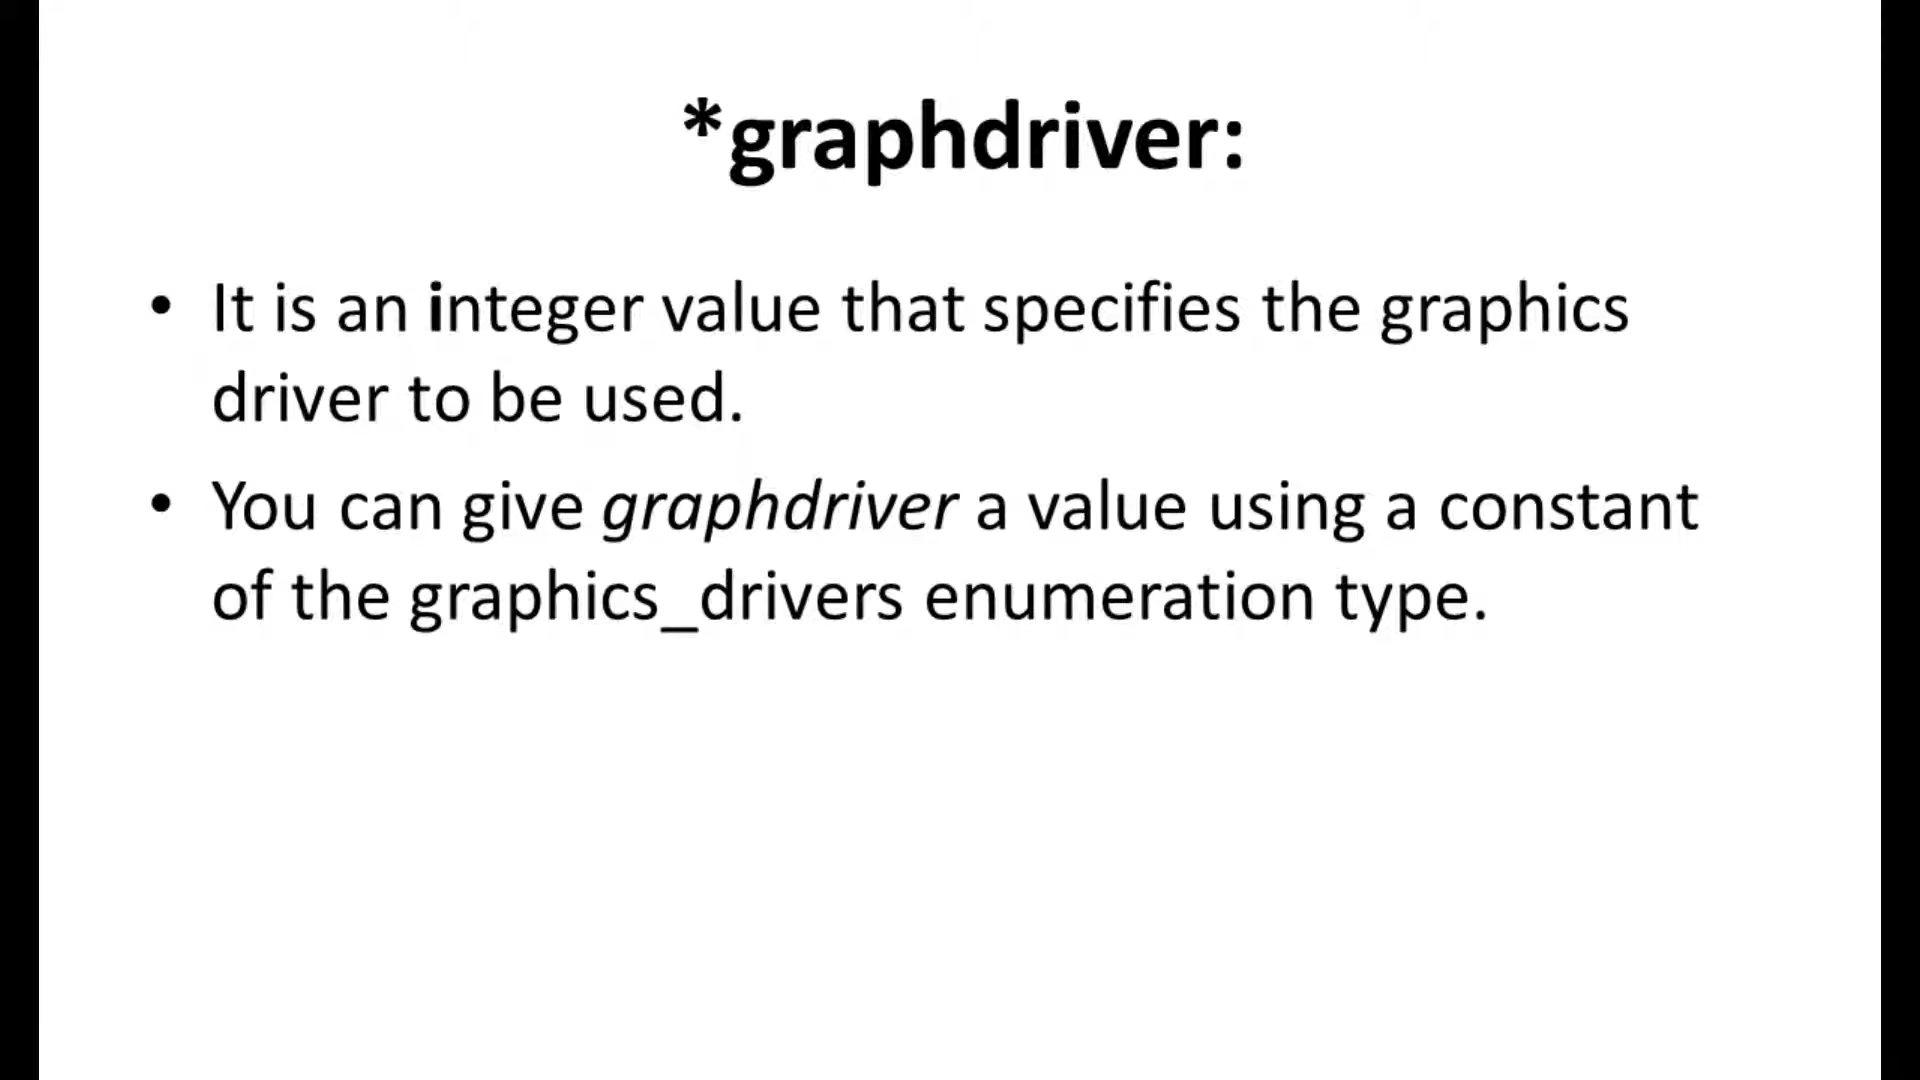 *graphdriver:
• It is an integer value that specifies the graphics
driver to be used.
• You can give graphdriver a value using a constant
of the graphics_drivers enumeration type.